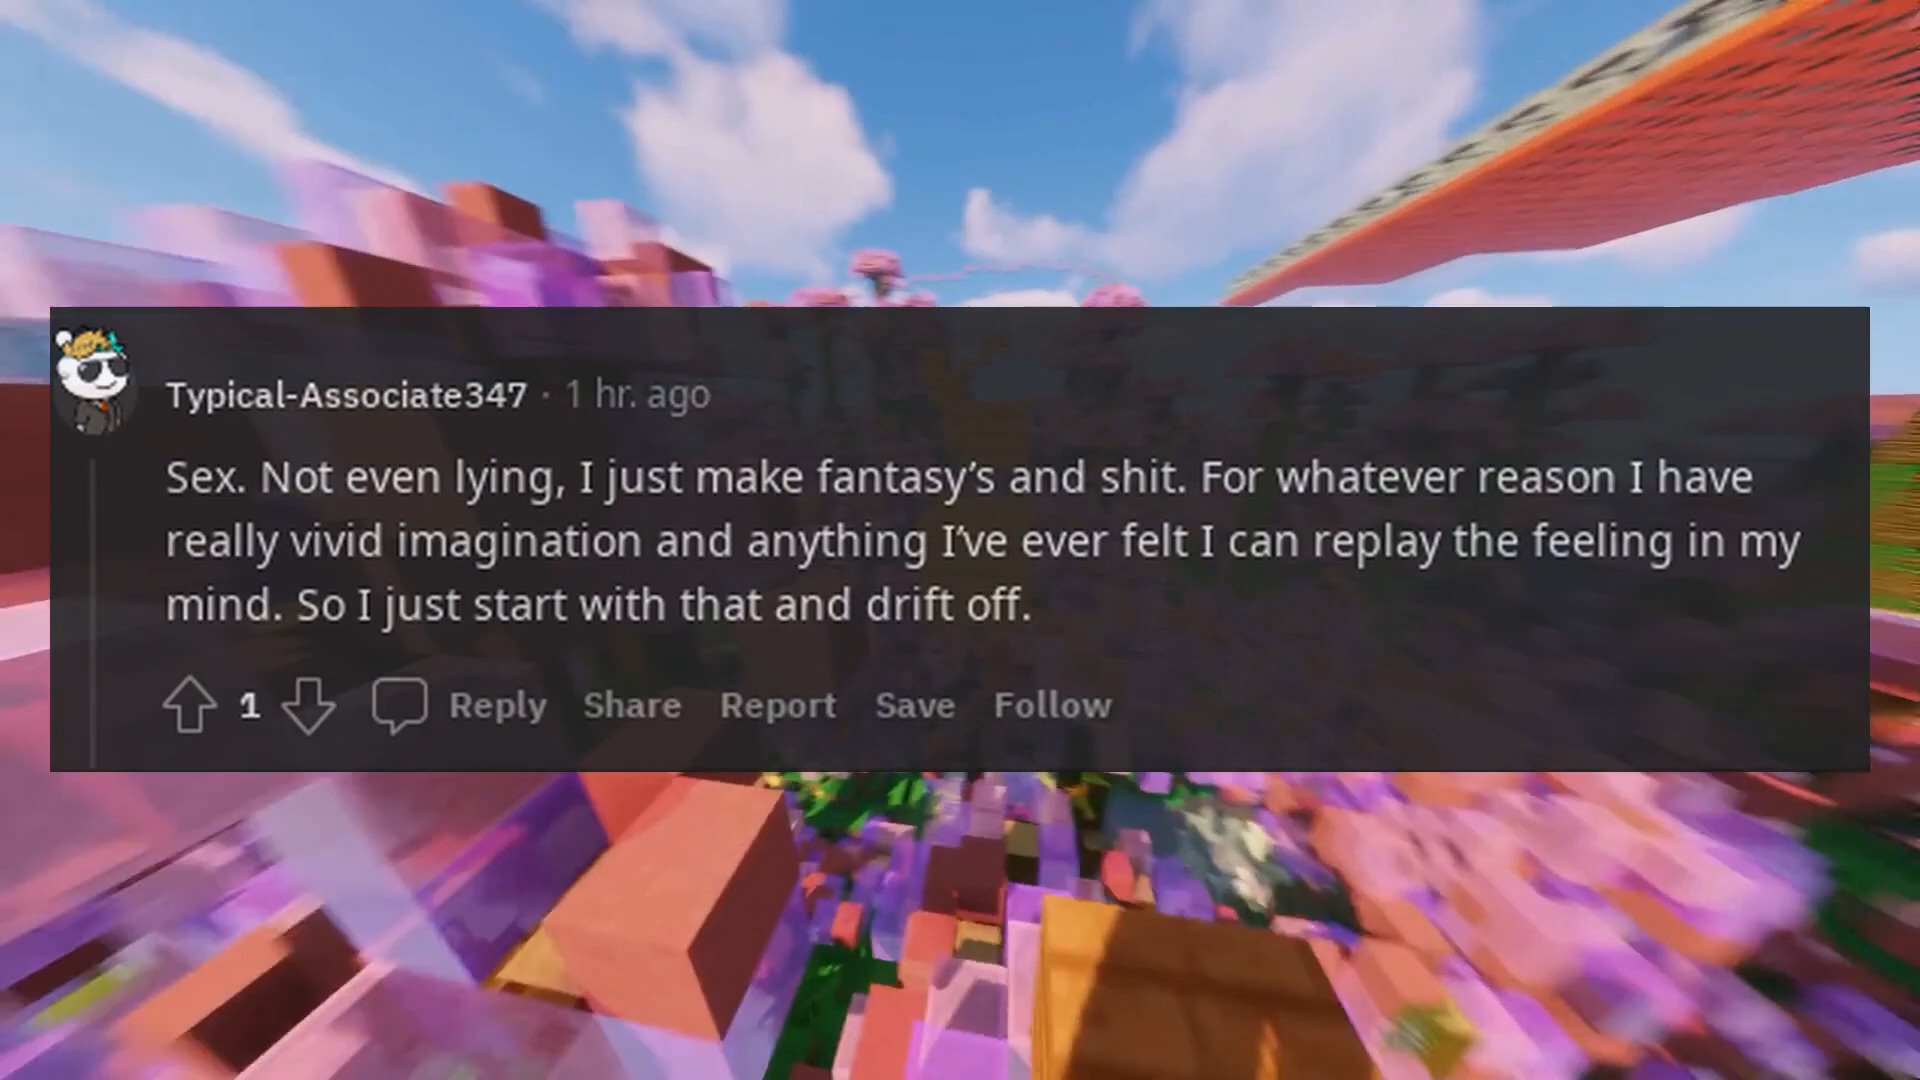 Typical-Associate347 · 1 hr. ago
Sex. Not even lying, I just make fantasy’s and shit. For whatever reason I have
really vivid imagination and anything I’ve ever felt I can replay the feeling in my
mind. So I just start with that and drift off.
1 Reply Share Report Save Follow